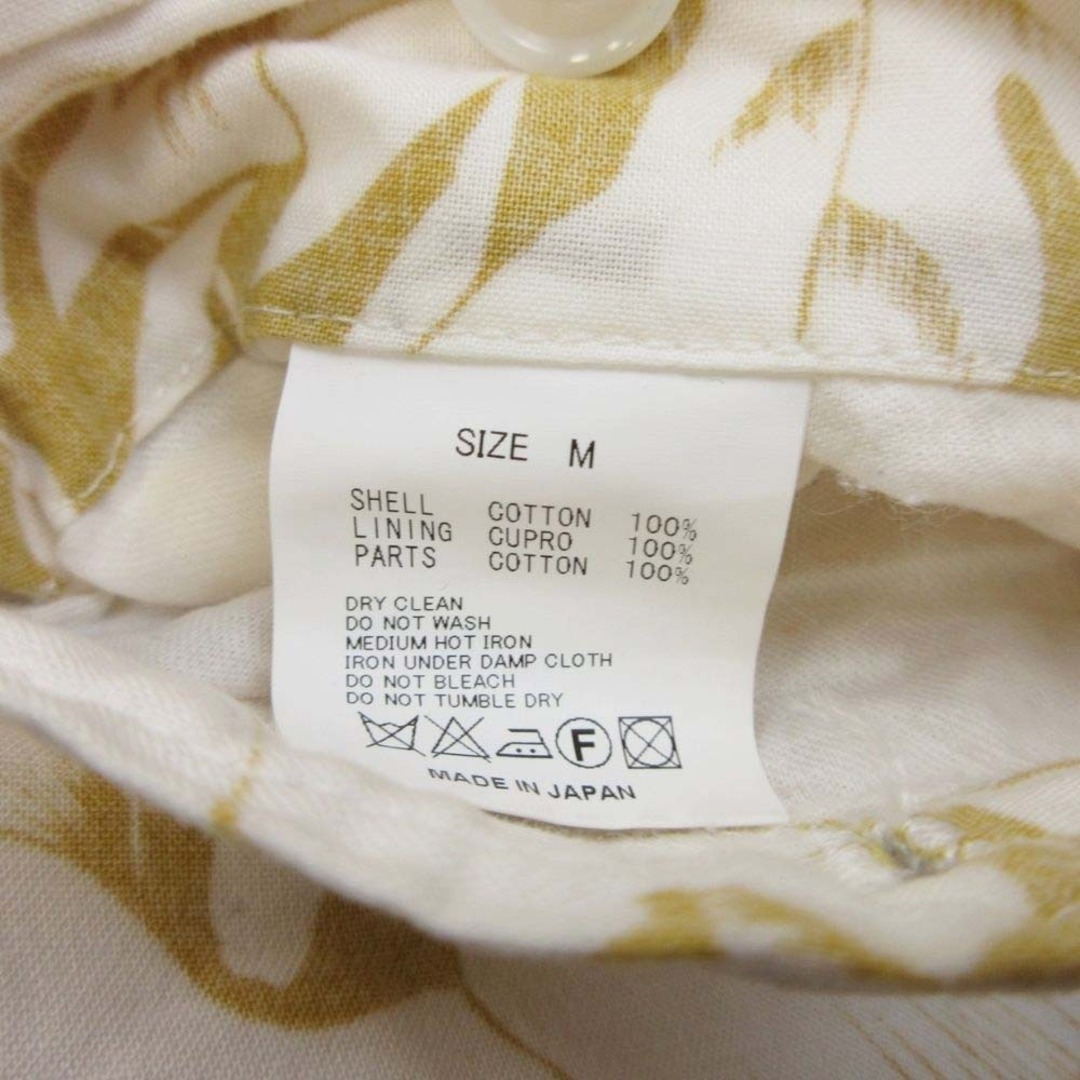 SIZE M
SHELL COTTON 100%
LINING CUPRO 100%
PARTS COTTON 100%
DRY CLEAN
DO NOT WASH
MEDIUM HOT IRON
IRON UNDER DAMP CLOTH
DO NOT BLEACH
DO NOT TUMBLE DRY
F
MADE IN JAPAN